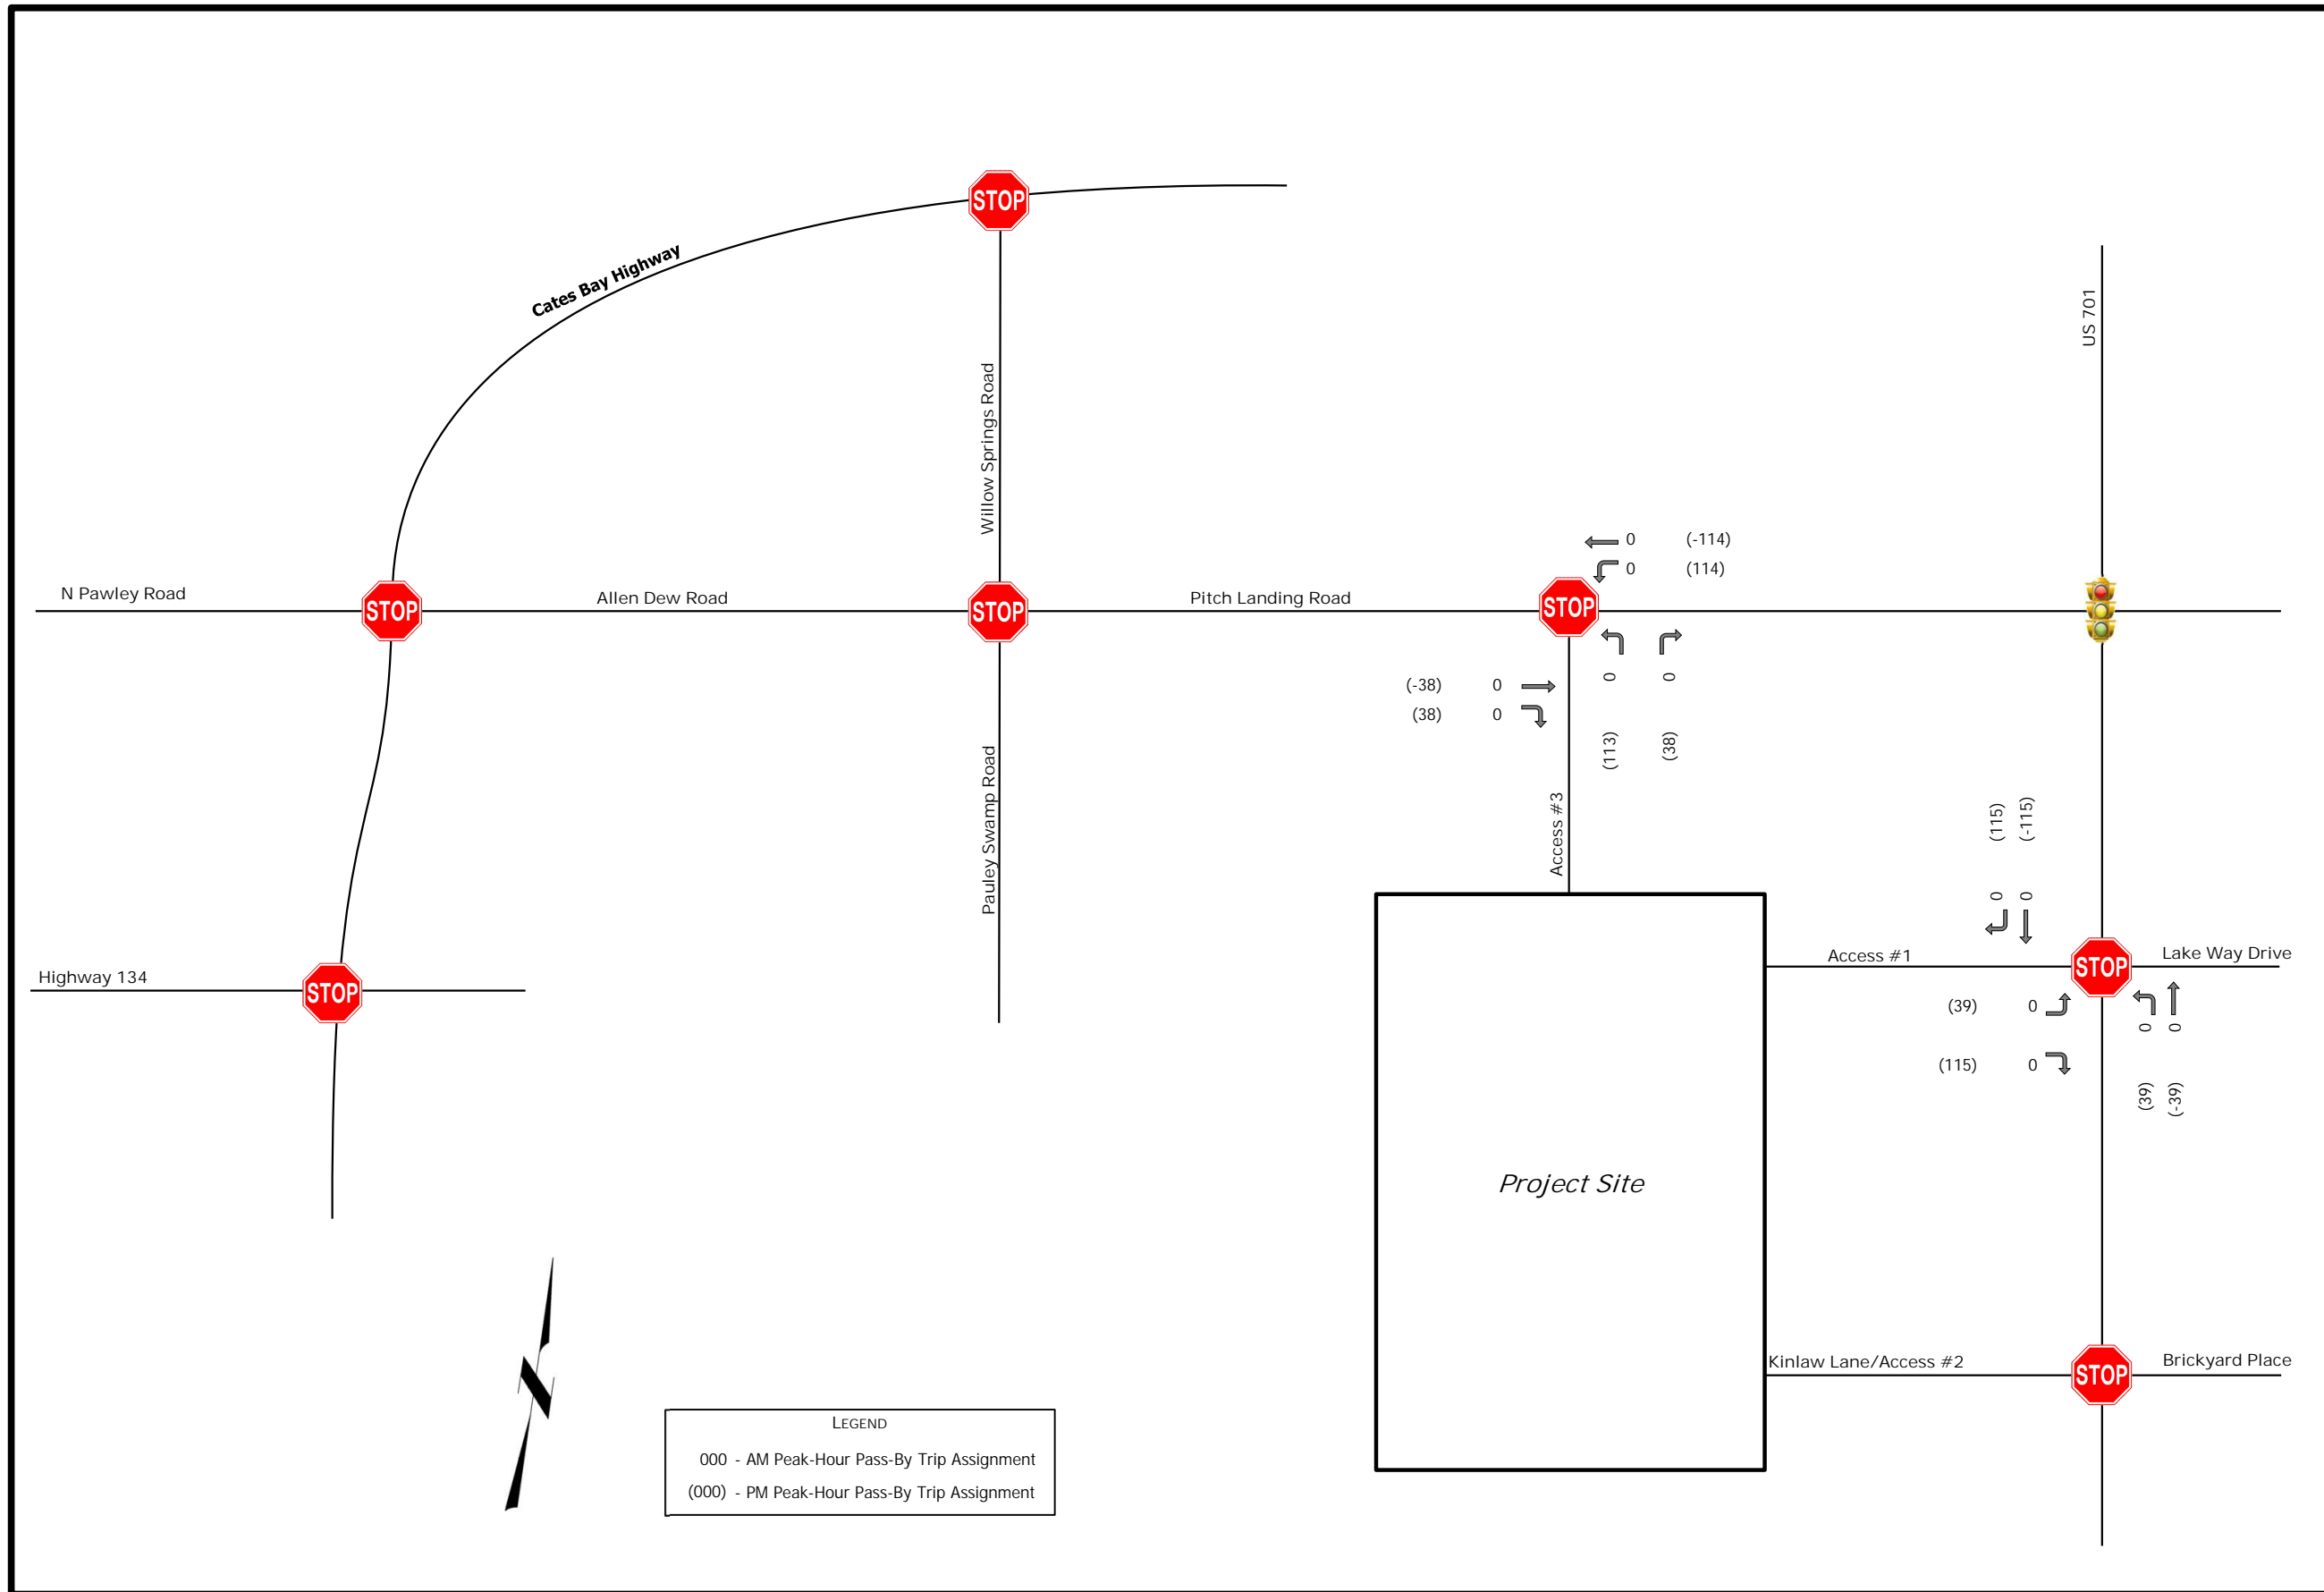 STOP
Cates Bay Highway
US 701
Willow Springs Road
0 (-114)
0 (114)
N Pawley Road
Allen Dew Road
Pitch Landing Road
STOP
STOP
STOP
(-38) 0
(38) 0
0 0
(113) (38)
Pauley Swamp Road
Access #3
(115) (-115)
0 0
Highway 134
STOP
Access #1
STOP
Lake Way Drive
(39) 0
(115) 0
0 0
(39) (-39)
Project Site
Kinlaw Lane/Access #2
STOP
Brickyard Place
N
LEGEND
000 - AM Peak-Hour Pass-By Trip Assignment
(000) - PM Peak-Hour Pass-By Trip Assignment